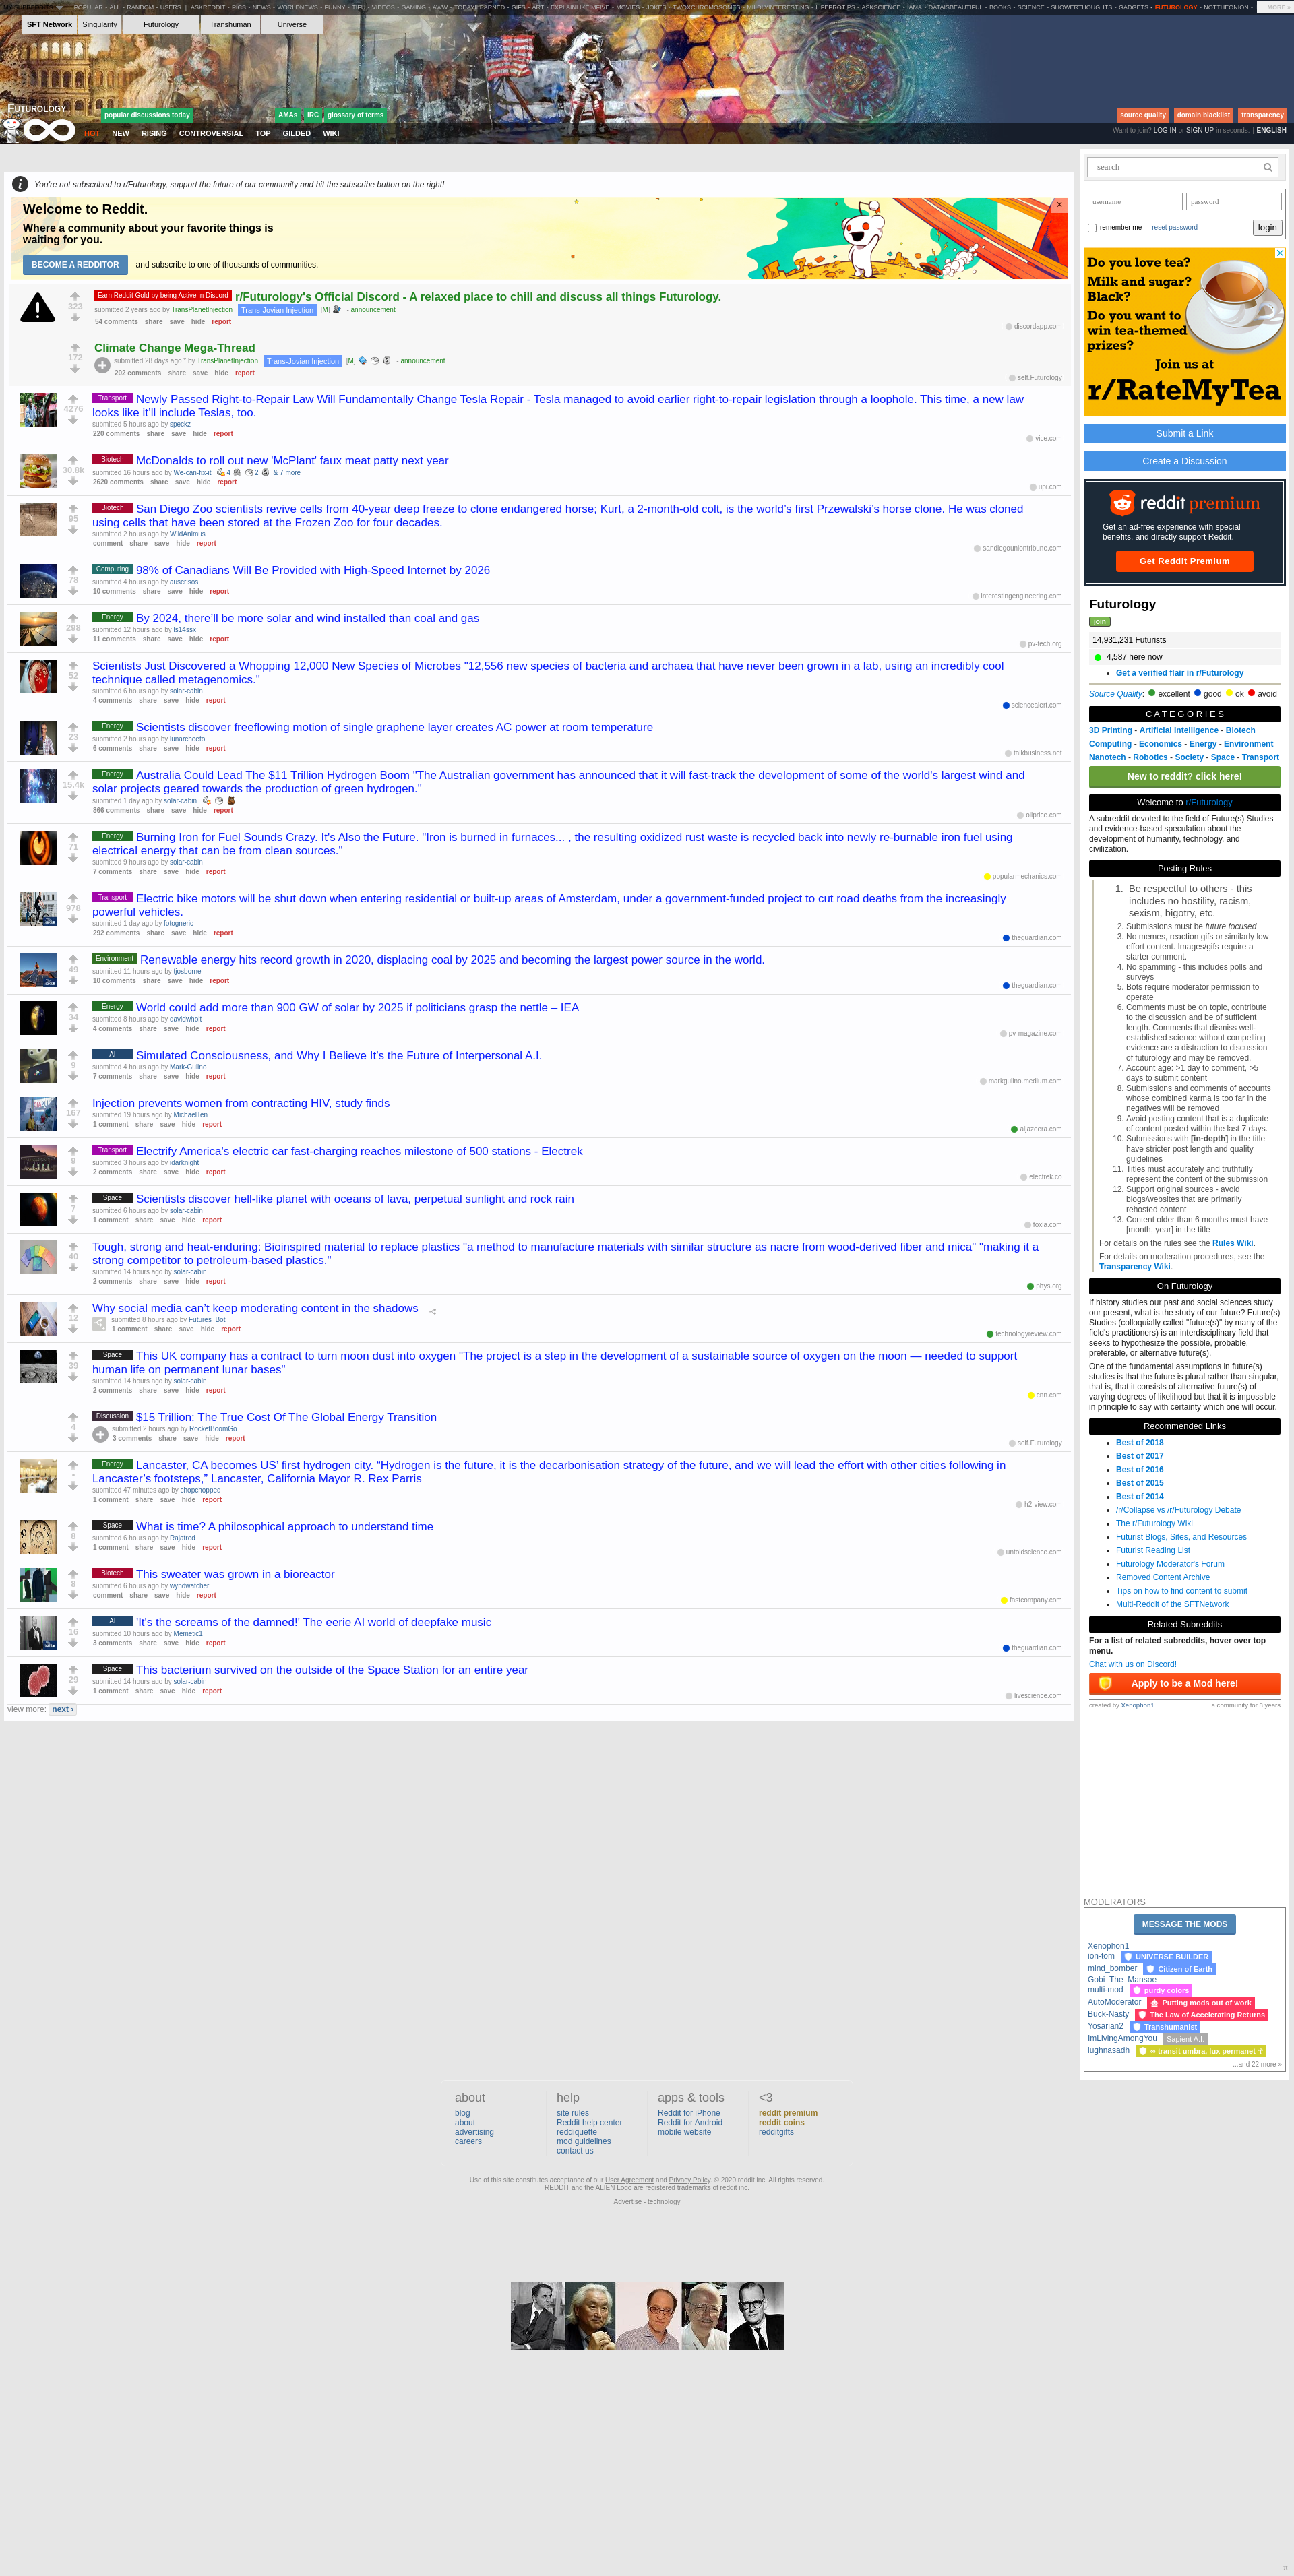 POPULAR - ALL - RANDOM - USERS | ASKREDDIT - PICS - NEWS - WORLDNEWS - FUNNY - TIFU - VIDEOS - GAMING - AWW - TODAYILEARNED - GIFS - ART - EXPLAINLIKEIMFIVE - MOVIES - JOKES - TWOXCHROMOSOMES - MILDLYINTERESTING - LIFEPROTIPS - ASKSCIENCE - IAMA - DATAISBEAUTIFUL - BOOKS - SCIENCE - SHOWERTHOUGHTS - GADGETS - FUTUROLOGY - NOTTHEONION MORE »
SFT Network Singularity Futurology Transhuman Universe
FUTUROLOGY
popular discussions today AMAs IRC glossary of terms source quality domain blacklist transparency
HOT NEW RISING CONTROVERSIAL TOP GILDED WIKI
Want to join? LOG IN or SIGN UP in seconds. | ENGLISH
You're not subscribed to r/Futurology, support the future of our community and hit the subscribe button on the right!
Welcome to Reddit.
Where a community about your favorite things is
waiting for you.
BECOME A REDDITOR and subscribe to one of thousands of communities.
323
Earn Reddit Gold by being Active in Discord r/Futurology's Official Discord - A relaxed place to chill and discuss all things Futurology.
submitted 2 years ago by TransPlanetInjection Trans-Jovian Injection [M] - announcement
54 comments share save hide report
discordapp.com
172
Climate Change Mega-Thread
submitted 28 days ago * by TransPlanetInjection Trans-Jovian Injection [M] - announcement
202 comments share save hide report
self.Futurology
4276
Transport Newly Passed Right-to-Repair Law Will Fundamentally Change Tesla Repair - Tesla managed to avoid earlier right-to-repair legislation through a loophole. This time, a new law
looks like it'll include Teslas, too.
submitted 5 hours ago by speckz
220 comments share save hide report
vice.com
30.8k
Biotech McDonalds to roll out new 'McPlant' faux meat patty next year
submitted 16 hours ago by We-can-fix-it 4 2 & 7 more
2620 comments share save hide report
upi.com
95
Biotech San Diego Zoo scientists revive cells from 40-year deep freeze to clone endangered horse; Kurt, a 2-month-old colt, is the world's first Przewalski's horse clone. He was cloned
using cells that have been stored at the Frozen Zoo for four decades.
submitted 2 hours ago by WildAnimus
comment share save hide report
sandiegouniontribune.com
78
Computing 98% of Canadians Will Be Provided with High-Speed Internet by 2026
submitted 4 hours ago by auscrisos
10 comments share save hide report
interestingengineering.com
288
Energy By 2024, there'll be more solar and wind installed than coal and gas
submitted 12 hours ago by ls14ssx
11 comments share save hide report
pv-tech.org
52
Scientists Just Discovered a Whopping 12,000 New Species of Microbes "12,556 new species of bacteria and archaea that have never been grown in a lab, using an incredibly cool
technique called metagenomics."
submitted 6 hours ago by solar-cabin
4 comments share save hide report
sciencealert.com
23
Energy Scientists discover freeflowing motion of single graphene layer creates AC power at room temperature
submitted 2 hours ago by lunarcheeto
6 comments share save hide report
talkbusiness.net
15.4k
Energy Australia Could Lead The $11 Trillion Hydrogen Boom "The Australian government has announced that it will fast-track the development of some of the world's largest wind and
solar projects geared towards the production of green hydrogen."
submitted 1 day ago by solar-cabin
866 comments share save hide report
oilprice.com
71
Energy Burning Iron for Fuel Sounds Crazy. It's Also the Future. "Iron is burned in furnaces... , the resulting oxidized rust waste is recycled back into newly re-burnable iron fuel using
electrical energy that can be from clean sources."
submitted 9 hours ago by solar-cabin
7 comments share save hide report
popularmechanics.com
978
Transport Electric bike motors will be shut down when entering residential or built-up areas of Amsterdam, under a government-funded project to cut road deaths from the increasingly
powerful vehicles.
submitted 1 day ago by fotogneric
292 comments share save hide report
theguardian.com
49
Environment Renewable energy hits record growth in 2020, displacing coal by 2025 and becoming the largest power source in the world.
submitted 11 hours ago by tjosborne
10 comments share save hide report
theguardian.com
34
Energy World could add more than 900 GW of solar by 2025 if politicians grasp the nettle – IEA
submitted 8 hours ago by davidwholt
4 comments share save hide report
pv-magazine.com
9
AI Simulated Consciousness, and Why I Believe It's the Future of Interpersonal A.I.
submitted 4 hours ago by Mark-Gulino
7 comments share save hide report
markgulino.medium.com
167
Injection prevents women from contracting HIV, study finds
submitted 19 hours ago by MichaelTen
1 comment share save hide report
aljazeera.com
9
Transport Electrify America's electric car fast-charging reaches milestone of 500 stations - Electrek
submitted 3 hours ago by idarknight
2 comments share save hide report
electrek.co
7
Space Scientists discover hell-like planet with oceans of lava, perpetual sunlight and rock rain
submitted 6 hours ago by solar-cabin
1 comment share save hide report
foxla.com
40
Tough, strong and heat-enduring: Bioinspired material to replace plastics "a method to manufacture materials with similar structure as nacre from wood-derived fiber and mica" "making it a
strong competitor to petroleum-based plastics."
submitted 14 hours ago by solar-cabin
2 comments share save hide report
phys.org
12
Why social media can't keep moderating content in the shadows
submitted 8 hours ago by Futures_Bot
1 comment share save hide report
technologyreview.com
39
Space This UK company has a contract to turn moon dust into oxygen "The project is a step in the development of a sustainable source of oxygen on the moon — needed to support
human life on permanent lunar bases"
submitted 14 hours ago by solar-cabin
2 comments share save hide report
cnn.com
4
Discussion $15 Trillion: The True Cost Of The Global Energy Transition
submitted 2 hours ago by RocketBoomGo
3 comments share save hide report
self.Futurology
•
Energy Lancaster, CA becomes US' first hydrogen city. "Hydrogen is the future, it is the decarbonisation strategy of the future, and we will lead the effort with other cities following in
Lancaster's footsteps," Lancaster, California Mayor R. Rex Parris
submitted 47 minutes ago by chopchopped
1 comment share save hide report
h2-view.com
8
Space What is time? A philosophical approach to understand time
submitted 6 hours ago by Rajatred
1 comment share save hide report
untoldscience.com
8
Biotech This sweater was grown in a bioreactor
submitted 6 hours ago by wyndwatcher
comment share save hide report
fastcompany.com
16
AI 'It's the screams of the damned!' The eerie AI world of deepfake music
submitted 10 hours ago by Memetic1
3 comments share save hide report
theguardian.com
29
Space This bacterium survived on the outside of the Space Station for an entire year
submitted 14 hours ago by solar-cabin
1 comment share save hide report
livescience.com
view more: next ›
search
username password
remember me reset password login
Do you love tea?
Milk and sugar?
Black?
Do you want to
win tea-themed
prizes?
Join us at
r/RateMyTea
Submit a Link
Create a Discussion
reddit premium
Get an ad-free experience with special
benefits, and directly support Reddit.
Get Reddit Premium
Futurology
join
14,931,231 Futurists
4,587 here now
Get a verified flair in r/Futurology
Source Quality: excellent good ok avoid
CATEGORIES
3D Printing - Artificial Intelligence - Biotech
Computing - Economics - Energy - Environment
Nanotech - Robotics - Society - Space - Transport
New to reddit? click here!
Welcome to r/Futurology
A subreddit devoted to the field of Future(s) Studies
and evidence-based speculation about the
development of humanity, technology, and
civilization.
Posting Rules
1. Be respectful to others - this
includes no hostility, racism,
sexism, bigotry, etc.
2. Submissions must be future focused
3. No memes, reaction gifs or similarly low
effort content. Images/gifs require a
starter comment.
4. No spamming - this includes polls and
surveys
5. Bots require moderator permission to
operate
6. Comments must be on topic, contribute
to the discussion and be of sufficient
length. Comments that dismiss well-
established science without compelling
evidence are a distraction to discussion
of futurology and may be removed.
7. Account age: >1 day to comment, >5
days to submit content
8. Submissions and comments of accounts
whose combined karma is too far in the
negatives will be removed
9. Avoid posting content that is a duplicate
of content posted within the last 7 days.
10. Submissions with [in-depth] in the title
have stricter post length and quality
guidelines
11. Titles must accurately and truthfully
represent the content of the submission
12. Support original sources - avoid
blogs/websites that are primarily
rehosted content
13. Content older than 6 months must have
[month, year] in the title
For details on the rules see the Rules Wiki.
For details on moderation procedures, see the
Transparency Wiki.
On Futurology
If history studies our past and social sciences study
our present, what is the study of our future? Future(s)
Studies (colloquially called "future(s)" by many of the
field's practitioners) is an interdisciplinary field that
seeks to hypothesize the possible, probable,
preferable, or alternative future(s).
One of the fundamental assumptions in future(s)
studies is that the future is plural rather than singular,
that is, that it consists of alternative future(s) of
varying degrees of likelihood but that it is impossible
in principle to say with certainty which one will occur.
Recommended Links
Best of 2018
Best of 2017
Best of 2016
Best of 2015
Best of 2014
/r/Collapse vs /r/Futurology Debate
The r/Futurology Wiki
Futurist Blogs, Sites, and Resources
Futurist Reading List
Futurology Moderator's Forum
Removed Content Archive
Tips on how to find content to submit
Multi-Reddit of the SFTNetwork
Related Subreddits
For a list of related subreddits, hover over top
menu.
Chat with us on Discord!
Apply to be a Mod here!
created by Xenophon1 a community for 8 years
MODERATORS
MESSAGE THE MODS
Xenophon1
ion-tom UNIVERSE BUILDER
mind_bomber Citizen of Earth
Gobi_The_Mansoe
multi-mod purdy colors
AutoModerator Putting mods out of work
Buck-Nasty The Law of Accelerating Returns
Yosarian2 Transhumanist
ImLivingAmongYou Sapient A.I.
lughnasadh ∞ transit umbra, lux permanet ☥
...and 22 more »
about
blog
about
advertising
careers
help
site rules
Reddit help center
reddiquette
mod guidelines
contact us
apps & tools
Reddit for iPhone
Reddit for Android
mobile website
<3
reddit premium
reddit coins
redditgifts
Use of this site constitutes acceptance of our User Agreement and Privacy Policy. © 2020 reddit inc. All rights reserved.
REDDIT and the ALIEN Logo are registered trademarks of reddit inc.
Advertise - technology
π